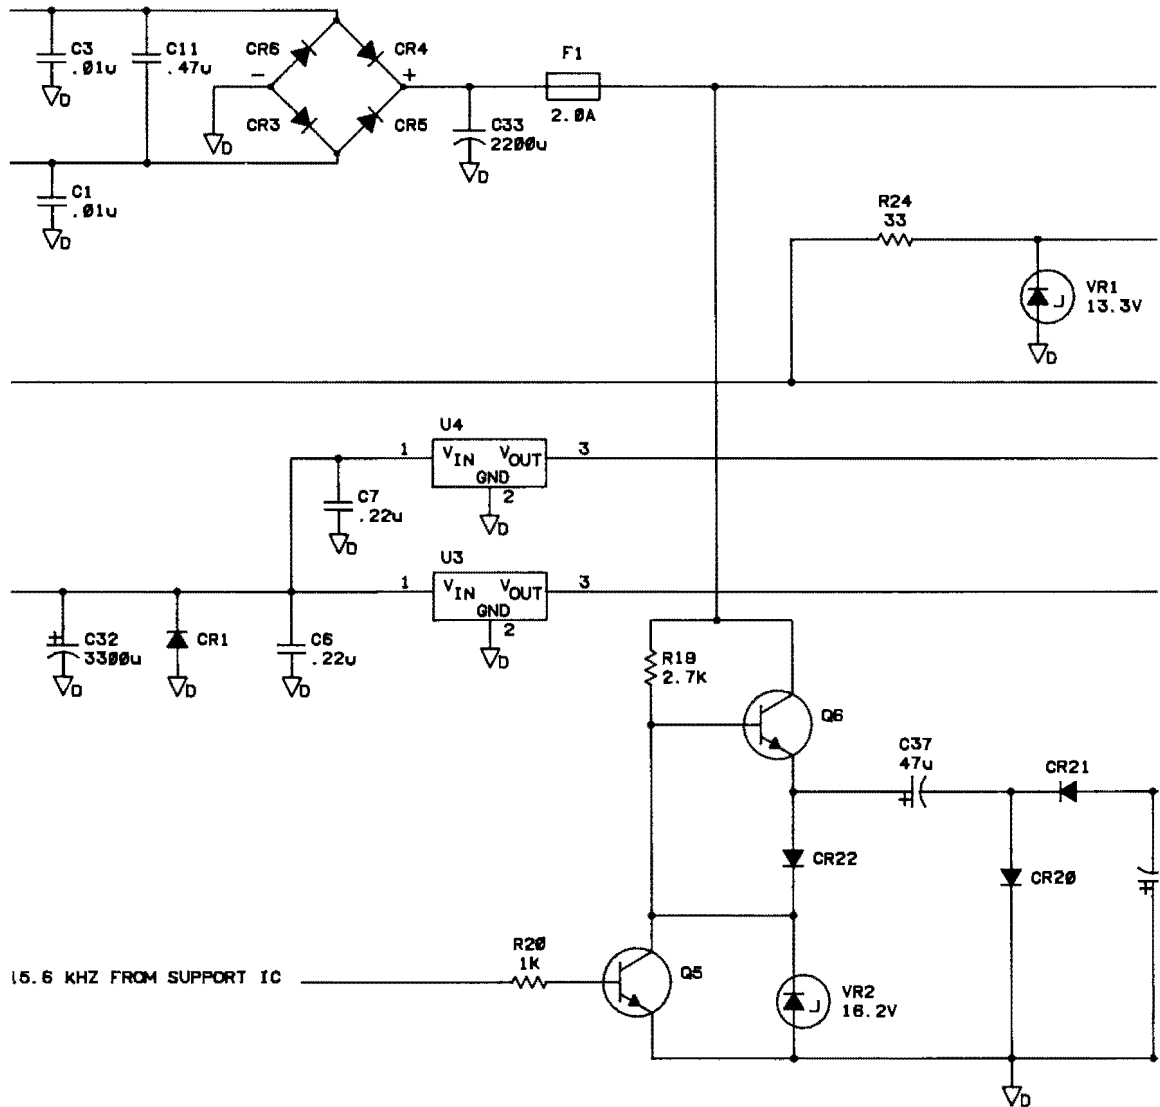 C3
.01u
C11
.47u
CR6
CR4
-
+
CR3
CR5
D
D
C33
2200u
D
F1
2.0A
C1
.01u
D
R24
33
VR1
13.3V
D
U4
1
VIN
VOUT
3
GND
2
D
C7
.22u
D
U3
1
VIN
VOUT
3
GND
2
D
+
C32
3300u
D
CR1
D
C6
.22u
D
R18
2.7K
Q6
C37
47u
+
CR21
CR22
CR20
+
R20
1K
15.6 KHZ FROM SUPPORT IC
Q5
VR2
16.2V
D